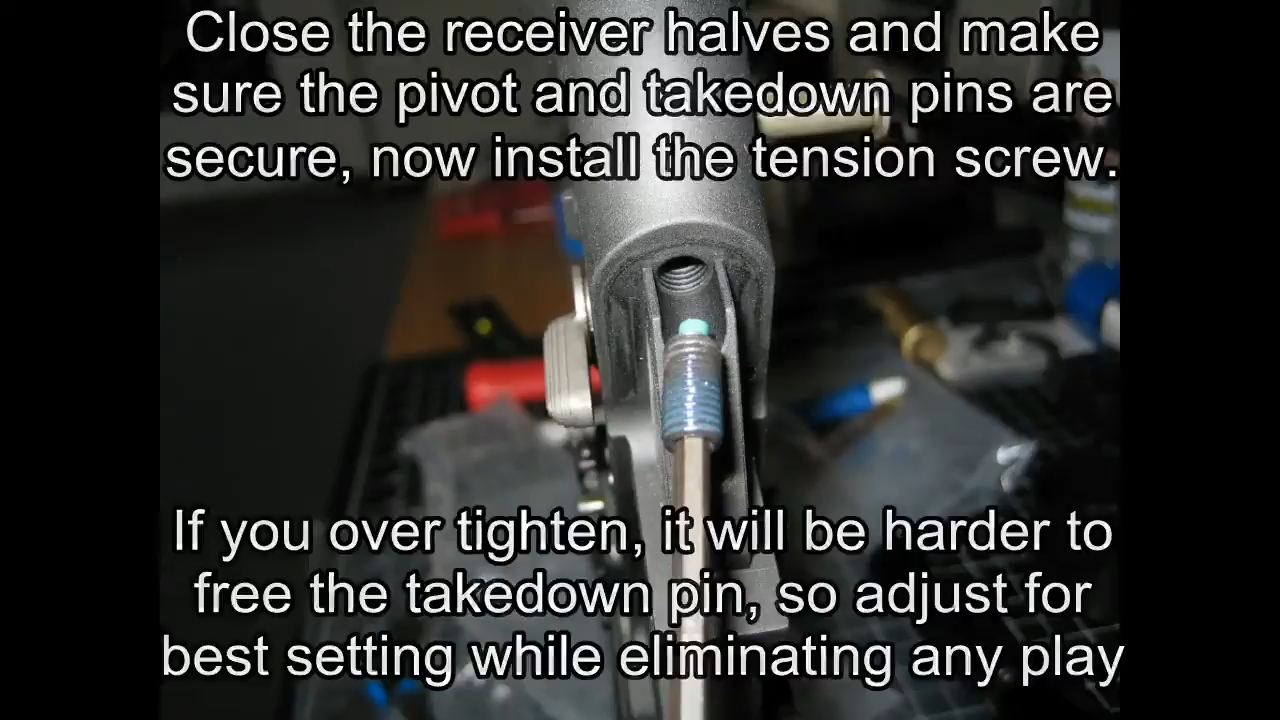 Close the receiver halves and make
sure the pivot and takedown pins are
secure, now install the tension screw.
If you over tighten, it will be harder to
free the takedown pin, so adjust for
best setting while eliminating any play